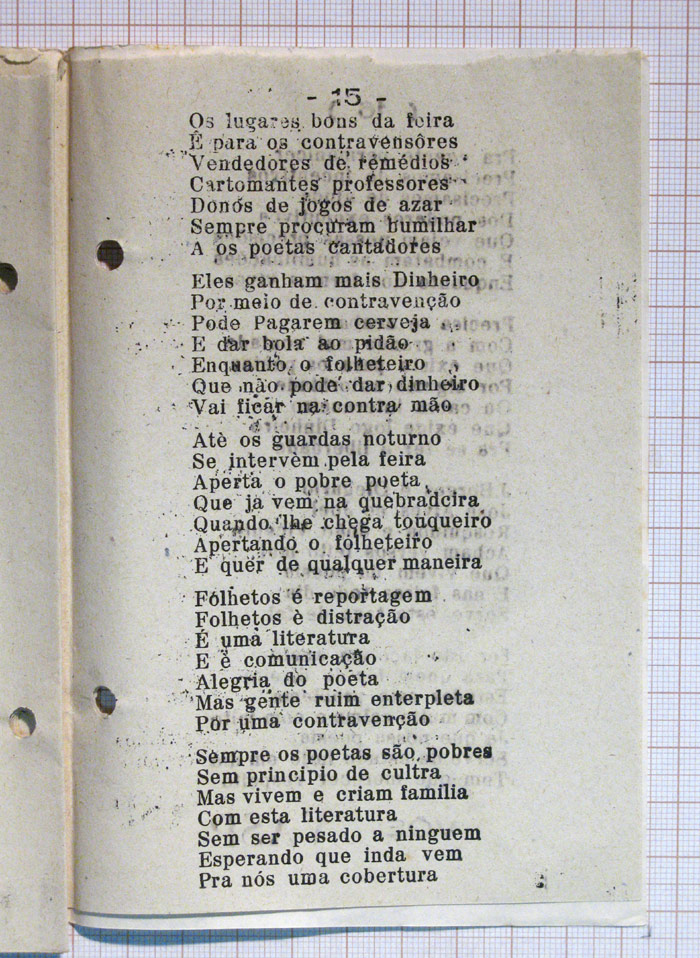 - 15 -
Os lugares bons da feira
Ê para os contravensôres
Vendedores de remédios
Cartomantes professores
Donos de jogos de azar
Sempre procuram humilhar
A os poetas cantadores
Eles ganham mais Dinheiro
Por meio de contravenção
Pode Pagarem cerveja
E dar bola ao pidão
Enquanto o folheteiro
Que não pode dar dinheiro
Vai ficar na contra mão
Atè os guardas noturno
Se intervèm pela feira
Aperta o pobre poeta
Que já vem na quebradeira
Quando lhe chega touqueiro
Apertando o folheteiro
E quer de qualquer maneira
Fólhetos é reportagem
Folhetos è distração
É uma literatura
E è comunicação
Alegria do poeta
Mas gente ruim enterpleta
Por uma contravenção
Sempre os poetas são pobres
Sem principio de cultra
Mas vivem e criam família
Com esta literatura
Sem ser pesado a ninguem
Esperando que inda vem
Pra nós uma cobertura